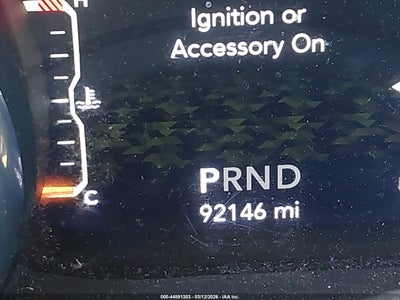 H
Ignition or
Accessory On
C
PRND
92146 mi
000-44691303 - 03/12/2026 - IAA Inc.